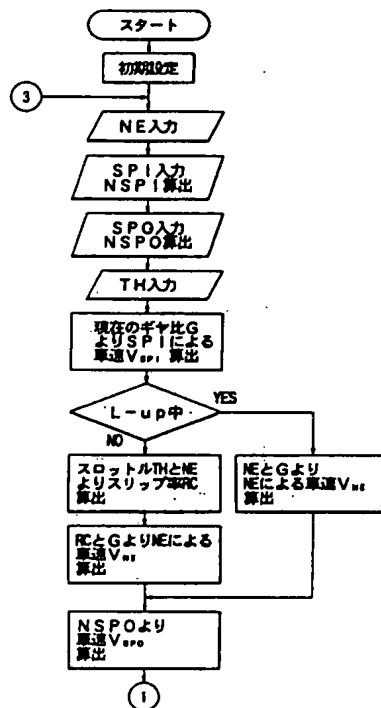 スタート
初期設定
3
NE入力
SPI入力
NSPI算出
SPO入力
NSPO算出
TH入力
現在のギヤ比G
よりSPIによる
車速VSPI 算出
L-up中
YES
NO
スロットルTHとNE
よりスリップ率RC
算出
NEとGより
NEによる車速VNE
算出
RCとGよりNEによる
車速VNE
算出
NSPOより
車速VSPO
算出
1